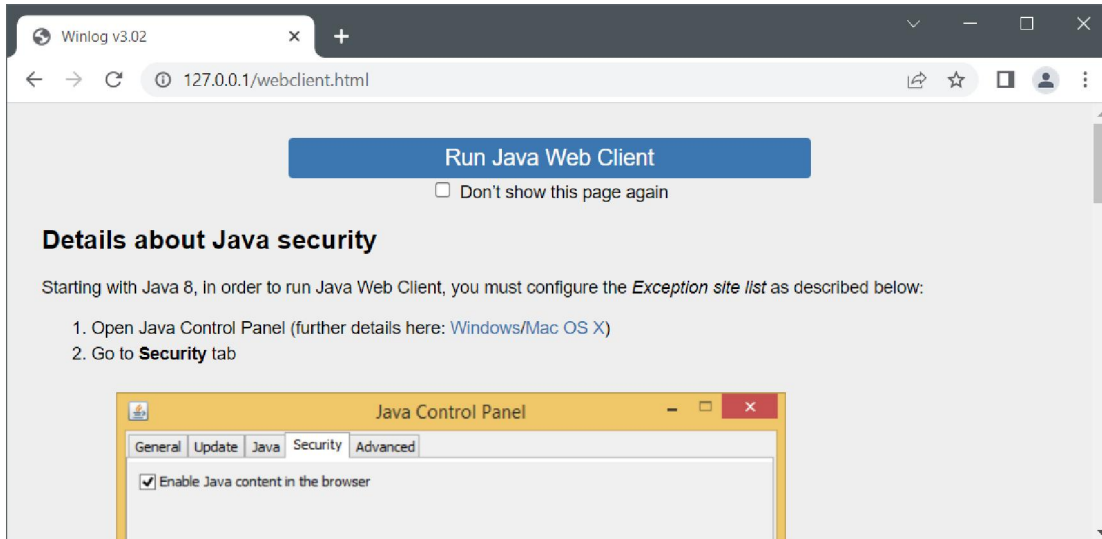 Winlog v3.02
127.0.0.1/webclient.html
Run Java Web Client
Don't show this page again
Details about Java security
Starting with Java 8, in order to run Java Web Client, you must configure the Exception site list as described below:
1. Open Java Control Panel (further details here: Windows/Mac OS X)
2. Go to Security tab
Java Control Panel
General Update Java Security Advanced
Enable Java content in the browser